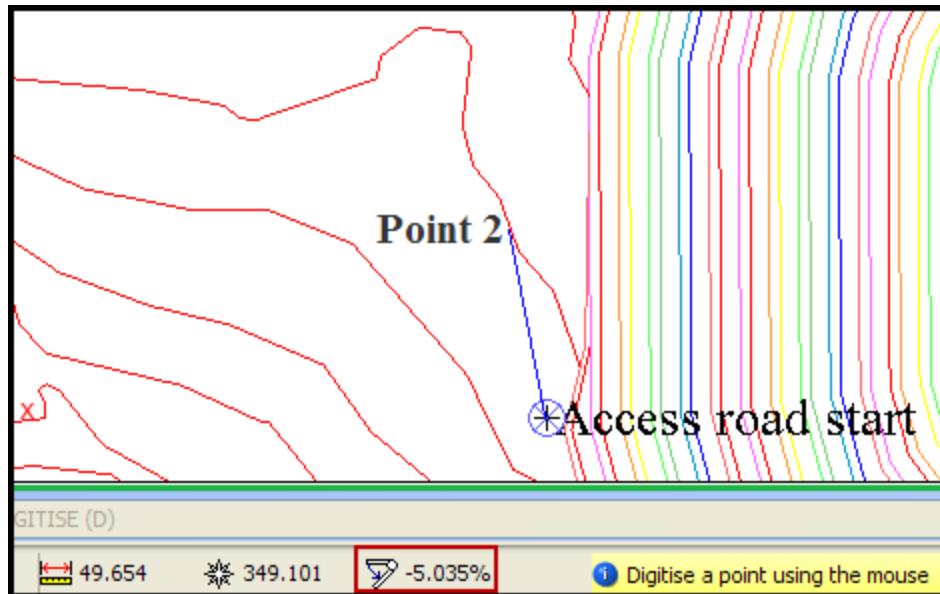 Point 2
Access road start
GITISE (D)
49.654 349.101 -5.035% Digitise a point using the mouse